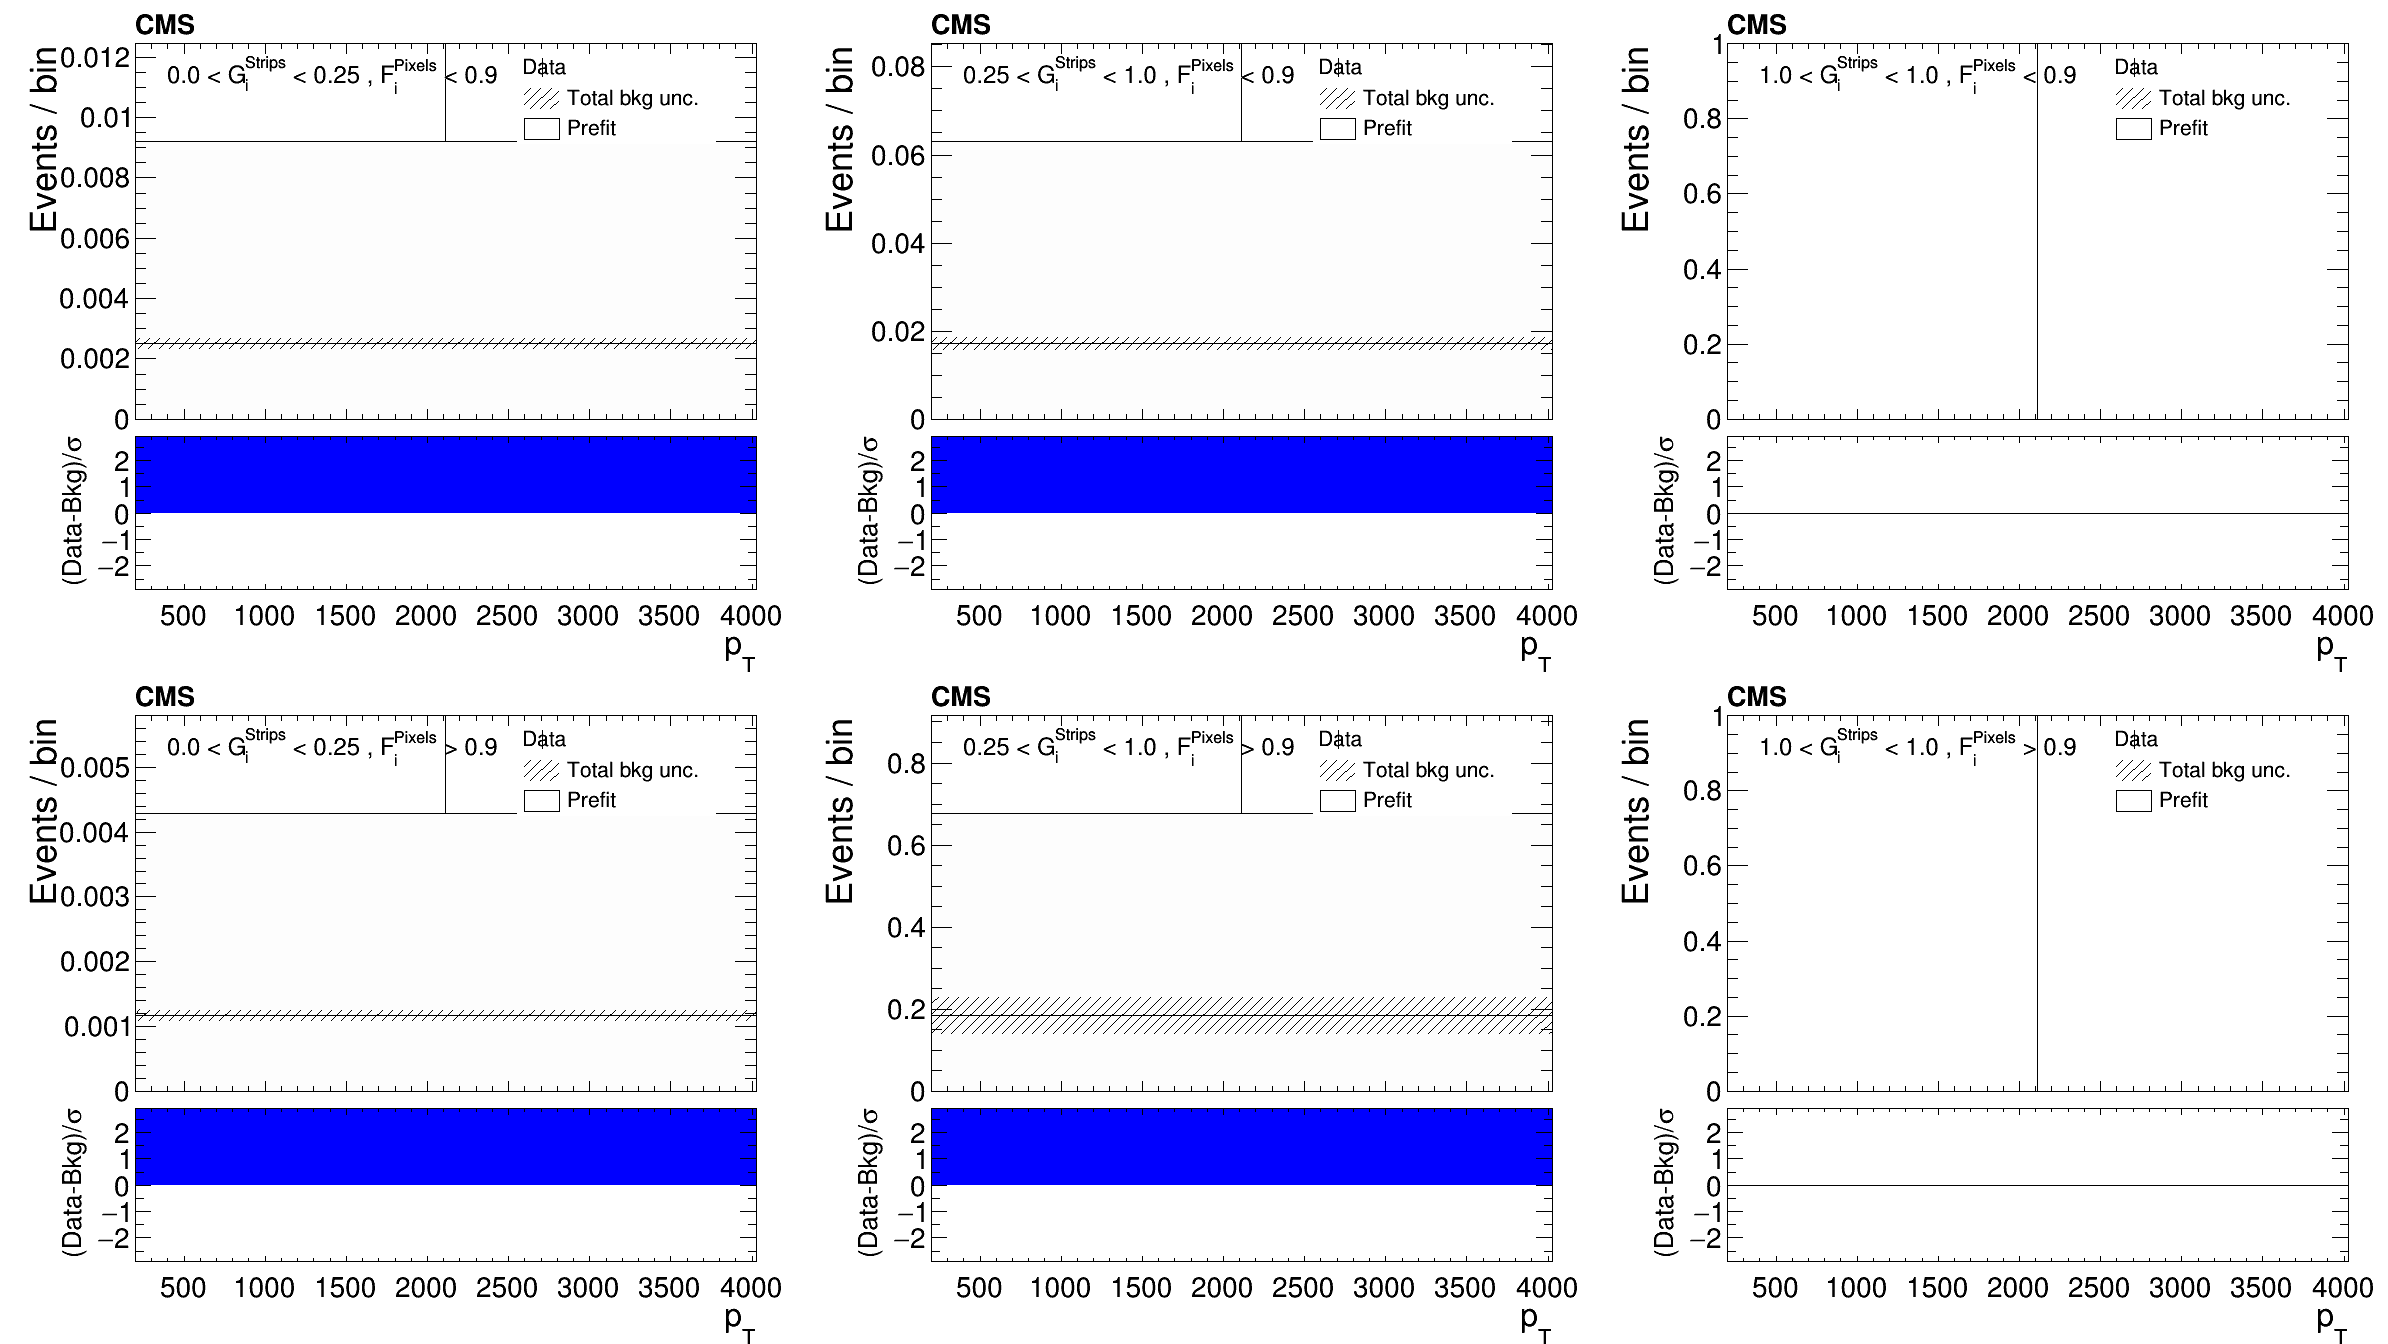 CMS
Events / bin
0.0 < G_i^Strips < 0.25 , F_i^Pixels < 0.9
Data
Total bkg unc.
Prefit
0.012
0.01
0.008
0.006
0.004
0.002
0
(Data-Bkg)/σ
2
1
0
−1
−2
500 1000 1500 2000 2500 3000 3500 4000
p_T
CMS
Events / bin
0.25 < G_i^Strips < 1.0 , F_i^Pixels < 0.9
Data
Total bkg unc.
Prefit
0.08
0.06
0.04
0.02
0
(Data-Bkg)/σ
2
1
0
−1
−2
500 1000 1500 2000 2500 3000 3500 4000
p_T
CMS
Events / bin
1.0 < G_i^Strips < 1.0 , F_i^Pixels < 0.9
Data
Total bkg unc.
Prefit
1
0.8
0.6
0.4
0.2
0
(Data-Bkg)/σ
2
1
0
−1
−2
500 1000 1500 2000 2500 3000 3500 4000
p_T
CMS
Events / bin
0.0 < G_i^Strips < 0.25 , F_i^Pixels > 0.9
Data
Total bkg unc.
Prefit
0.005
0.004
0.003
0.002
0.001
0
(Data-Bkg)/σ
2
1
0
−1
−2
500 1000 1500 2000 2500 3000 3500 4000
p_T
CMS
Events / bin
0.25 < G_i^Strips < 1.0 , F_i^Pixels > 0.9
Data
Total bkg unc.
Prefit
0.8
0.6
0.4
0.2
0
(Data-Bkg)/σ
2
1
0
−1
−2
500 1000 1500 2000 2500 3000 3500 4000
p_T
CMS
Events / bin
1.0 < G_i^Strips < 1.0 , F_i^Pixels > 0.9
Data
Total bkg unc.
Prefit
1
0.8
0.6
0.4
0.2
0
(Data-Bkg)/σ
2
1
0
−1
−2
500 1000 1500 2000 2500 3000 3500 4000
p_T